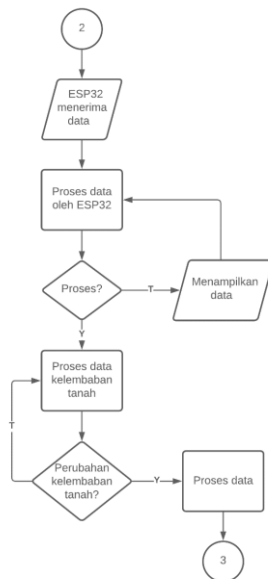 2
ESP32
menerima
data
Proses data
oleh ESP32
Proses?
T
Menampilkan
data
Y
Proses data
kelembaban
tanah
T
Perubahan
kelembaban
tanah?
Y
Proses data
3